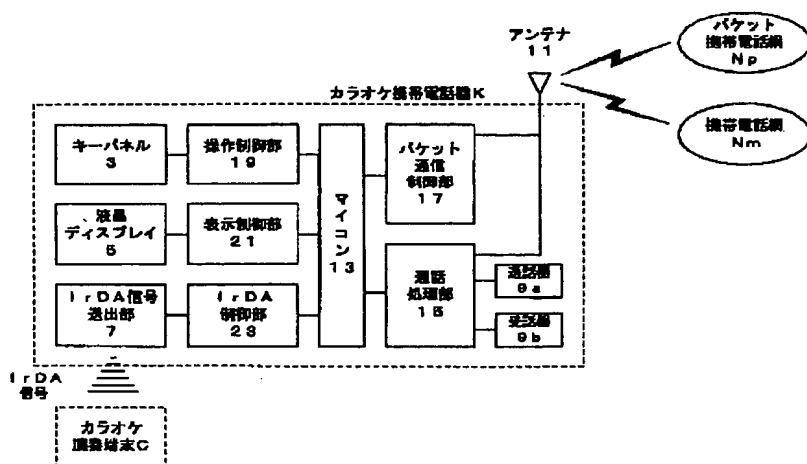 アンテナ
11
パケット
携帯電話網
Np
携帯電話網
Nm
カラオケ携帯電話器K
キーパネル
3
操作制御部
19
マイコン
13
パケット
通信
制御部
17
液晶
ディスプレイ
5
表示制御部
21
IrDA信号
送出部
7
IrDA
制御部
23
通話
処理部
15
送話器
9a
受話器
9b
IrDA
信号
カラオケ
演奏端末C